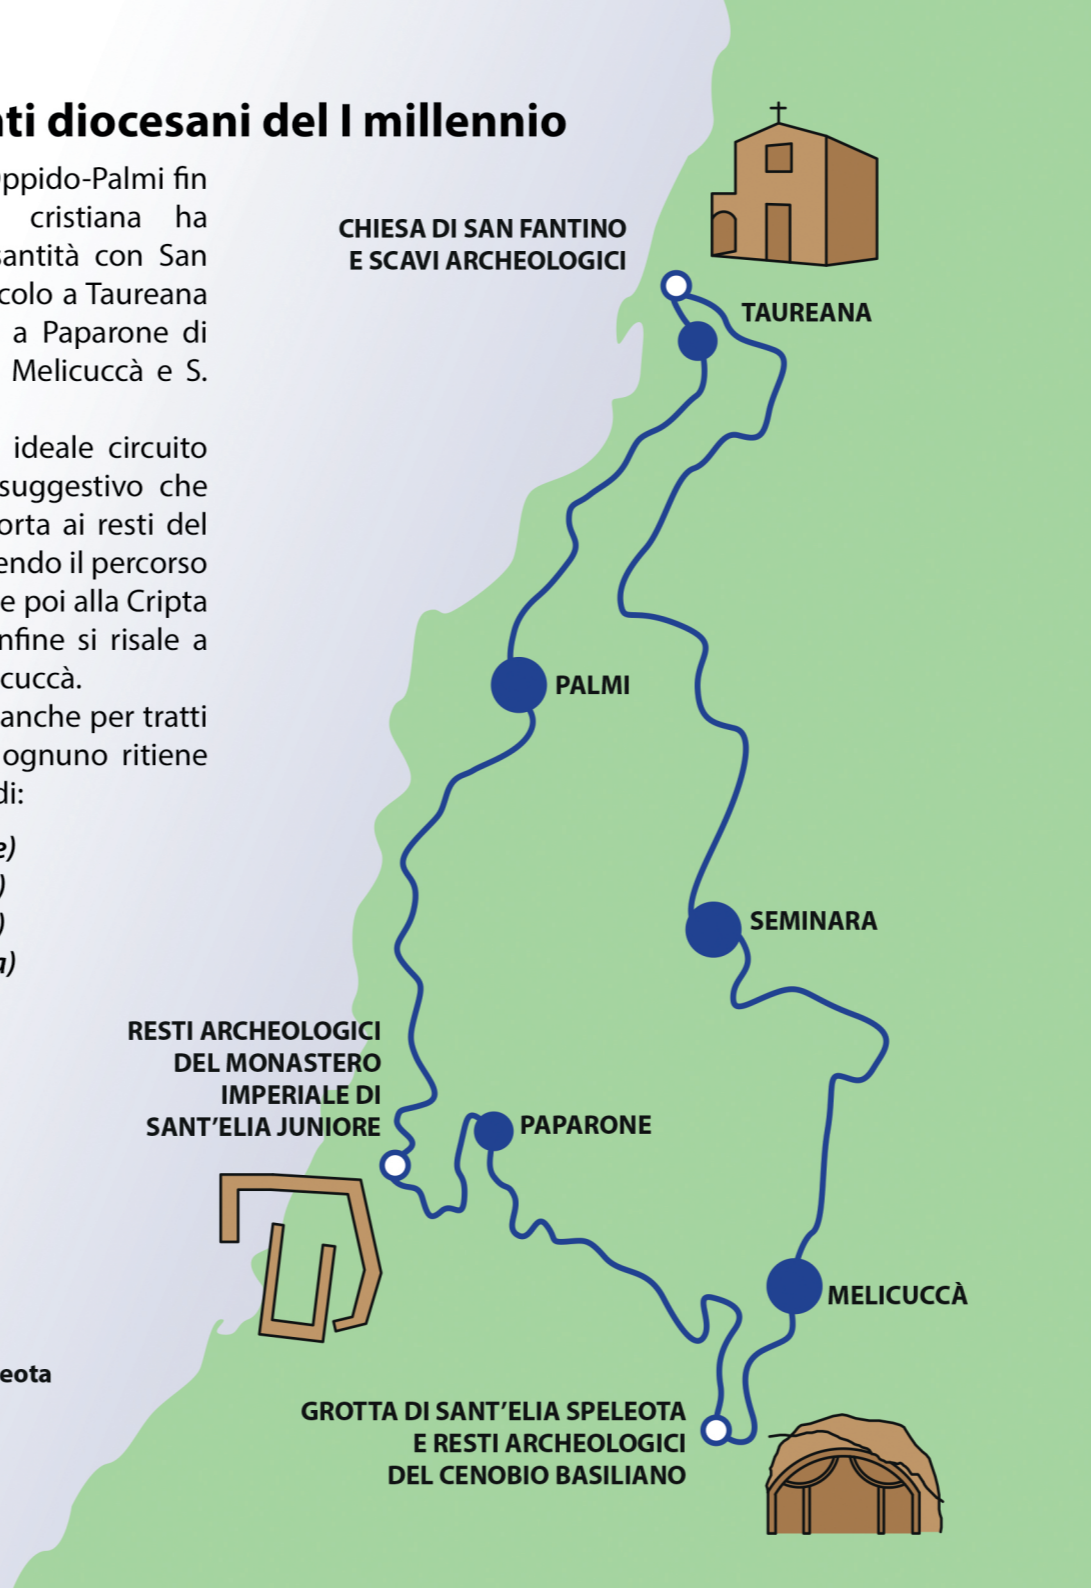 ti diocesani del I millennio
Oppido-Palmi fin
cristiana ha
santità con San
colo a Taureana
a Paparone di
Melicuccà e S.
ideale circuito
suggestivo che
orta ai resti del
endo il percorso
e poi alla Cripta
nfine si risale a
cuccà.
anche per tratti
ognuno ritiene
di:
e)
)
)
a)
eota
CHIESA DI SAN FANTINO
E SCAVI ARCHEOLOGICI
TAUREANA
PALMI
SEMINARA
RESTI ARCHEOLOGICI
DEL MONASTERO
IMPERIALE DI
SANT'ELIA JUNIORE
PAPARONE
MELICUCCÀ
GROTTA DI SANT'ELIA SPELEOTA
E RESTI ARCHEOLOGICI
DEL CENOBIO BASILIANO